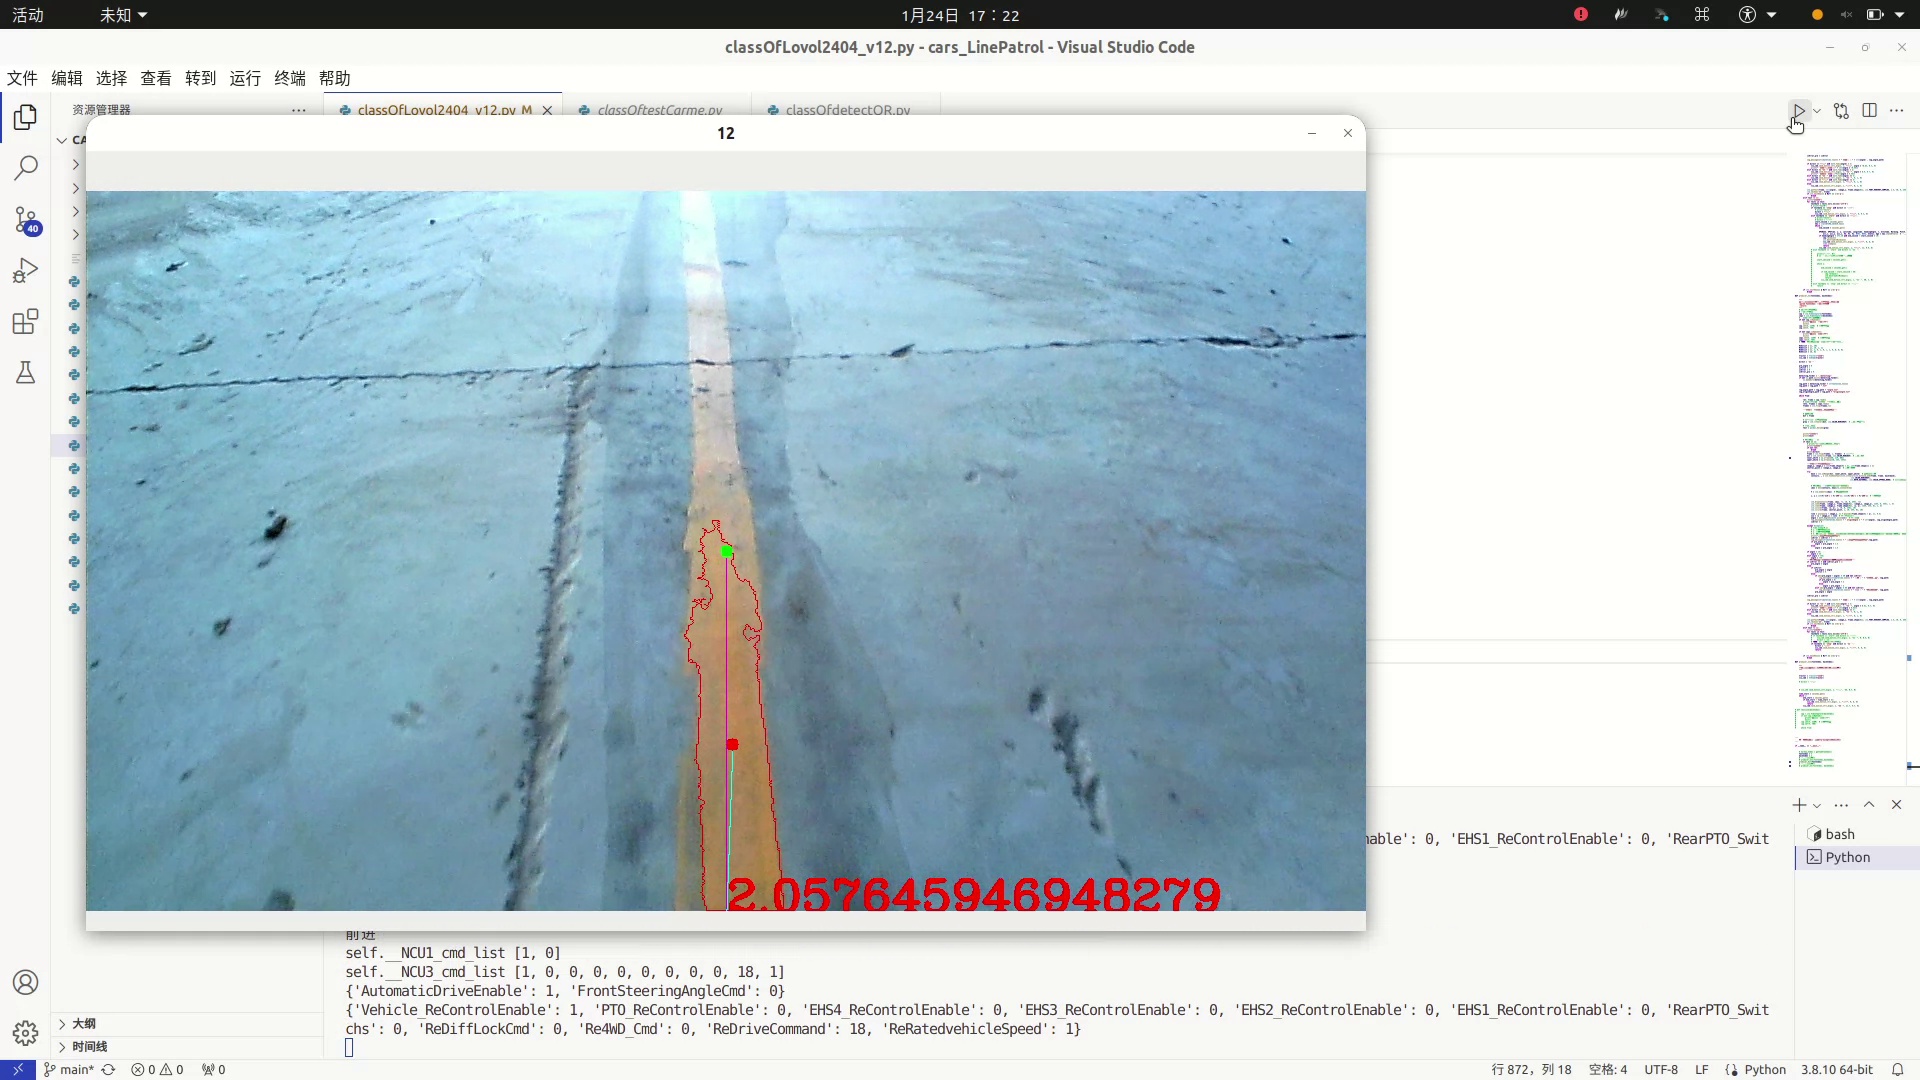 活动
未知
1月24日 17：22
classOfLovol2404_v12.py - cars_LinePatrol - Visual Studio Code
文件 编辑 选择 查看 转到 运行 终端 帮助
资源管理器
classOfLovol2404_v12.py M
classOftestCarme.py
classOfdetectQR.py
CA
12
40
2.057645946948279
nable': 0, 'EHS1_ReControlEnable': 0, 'RearPTO_Swit
bash
Python
前进
self.__NCU1_cmd_list [1, 0]
self.__NCU3_cmd_list [1, 0, 0, 0, 0, 0, 0, 0, 0, 18, 1]
{'AutomaticDriveEnable': 1, 'FrontSteeringAngleCmd': 0}
{'Vehicle_ReControlEnable': 1, 'PTO_ReControlEnable': 0, 'EHS4_ReControlEnable': 0, 'EHS3_ReControlEnable': 0, 'EHS2_ReControlEnable': 0, 'EHS1_ReControlEnable': 0, 'RearPTO_Swit
chs': 0, 'ReDiffLockCmd': 0, 'Re4WD_Cmd': 0, 'ReDriveCommand': 18, 'ReRatedvehicleSpeed': 1}
大纲
时间线
main*
0 0
0
行 872，列 18
空格: 4
UTF-8
LF
Python
3.8.10 64-bit